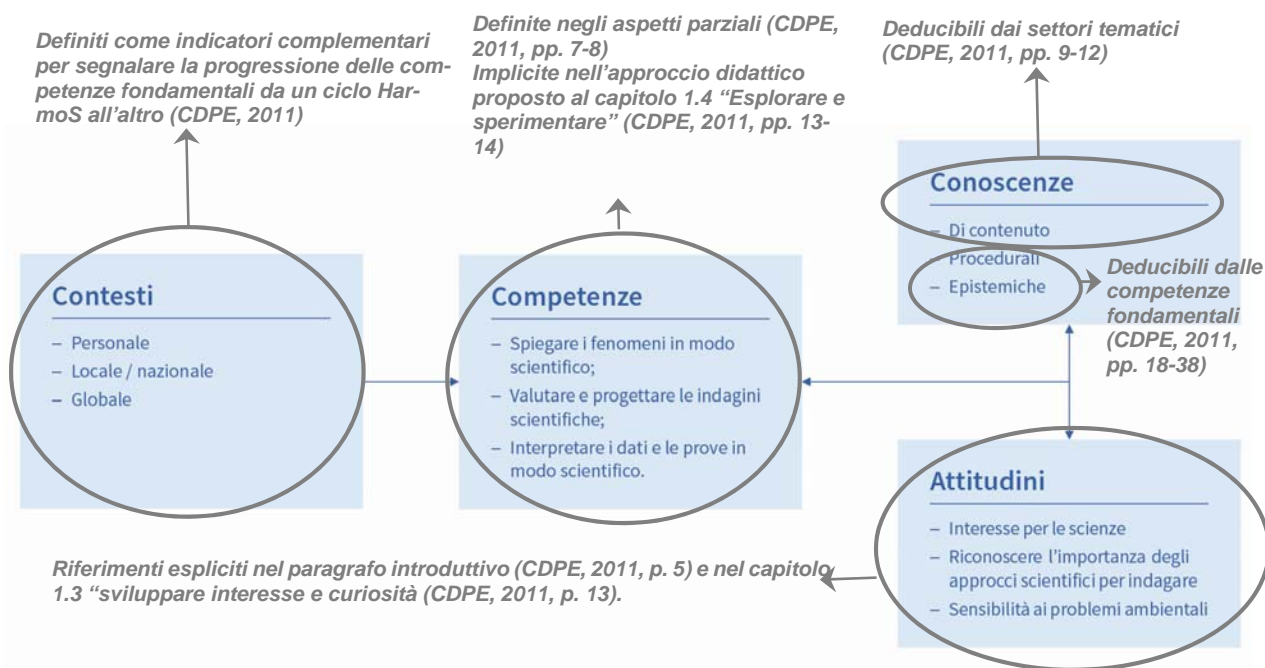 Definiti come indicatori complementari
per segnalare la progressione delle com-
petenze fondamentali da un ciclo Har-
moS all'altro (CDPE, 2011)
Definite negli aspetti parziali (CDPE,
2011, pp. 7-8)
Implicite nell'approccio didattico
proposto al capitolo 1.4 “Esplorare e
sperimentare” (CDPE, 2011, pp. 13-
14)
Deducibili dai settori tematici
(CDPE, 2011, pp. 9-12)
Contesti
– Personale
– Locale / nazionale
– Globale
Competenze
– Spiegare i fenomeni in modo
scientifico;
– Valutare e progettare le indagini
scientifiche;
– Interpretare i dati e le prove in
modo scientifico.
Conoscenze
– Di contenuto
– Procedurali
– Epistemiche
Deducibili dalle
competenze
fondamentali
(CDPE, 2011,
pp. 18-38)
Attitudini
– Interesse per le scienze
– Riconoscere l'importanza degli
approcci scientifici per indagare
– Sensibilità ai problemi ambientali
Riferimenti espliciti nel paragrafo introduttivo (CDPE, 2011, p. 5) e nel capitolo
1.3 “sviluppare interesse e curiosità (CDPE, 2011, p. 13).